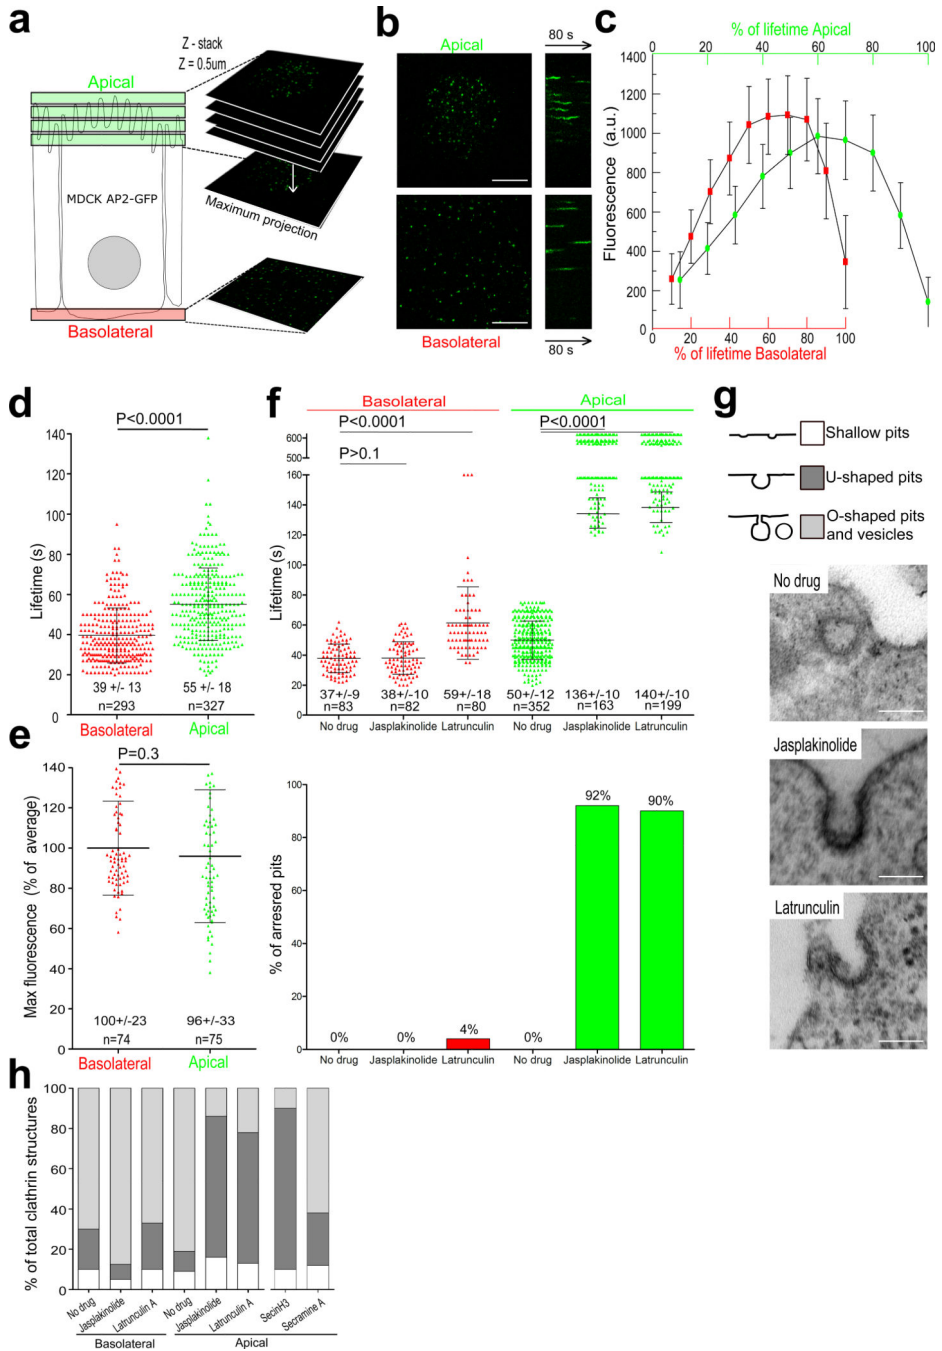 a
Z - stack
Z = 0.5um
Apical
MDCK AP2-GFP
Maximum projection
Basolateral
b
Apical
80 s
Basolateral
80 s
c
% of lifetime Apical
0 20 40 60 80 100
1400
1200
1000
800
600
400
200
0
Fluorescence (a.u.)
20 40 60 80 100
% of lifetime Basolateral
d
P<0.0001
140
120
100
80
60
40
20
0
Lifetime (s)
39 +/- 13
55 +/- 18
n=293
n=327
Basolateral
Apical
e
P=0.3
140
120
100
80
60
40
20
0
Max fluorescence (% of average)
100+/-23
96+/-33
n=74
n=75
Basolateral
Apical
f
Basolateral
Apical
P<0.0001
P<0.0001
P>0.1
600
500
160
140
120
100
80
60
40
20
0
Lifetime (s)
37+/-9 38+/-10 59+/-18 50+/-12 136+/-10 140+/-10
n=83 n=82 n=80 n=352 n=163 n=199
No drug Jasplakinolide Latrunculin No drug Jasplakinolide Latrunculin
100
80
60
40
20
0
% of arresred pits
0% 0% 4% 0% 92% 90%
No drug Jasplakinolide Latrunculin No drug Jasplakinolide Latrunculin
g
Shallow pits
U-shaped pits
O-shaped pits
and vesicles
No drug
Jasplakinolide
Latrunculin
h
100
80
60
40
20
0
% of total clathrin structures
No drug
Jasplakinolide
Latrunculin A
No drug
Jasplakinolide
Latrunculin A
SecinH3
Secramine A
Basolateral
Apical